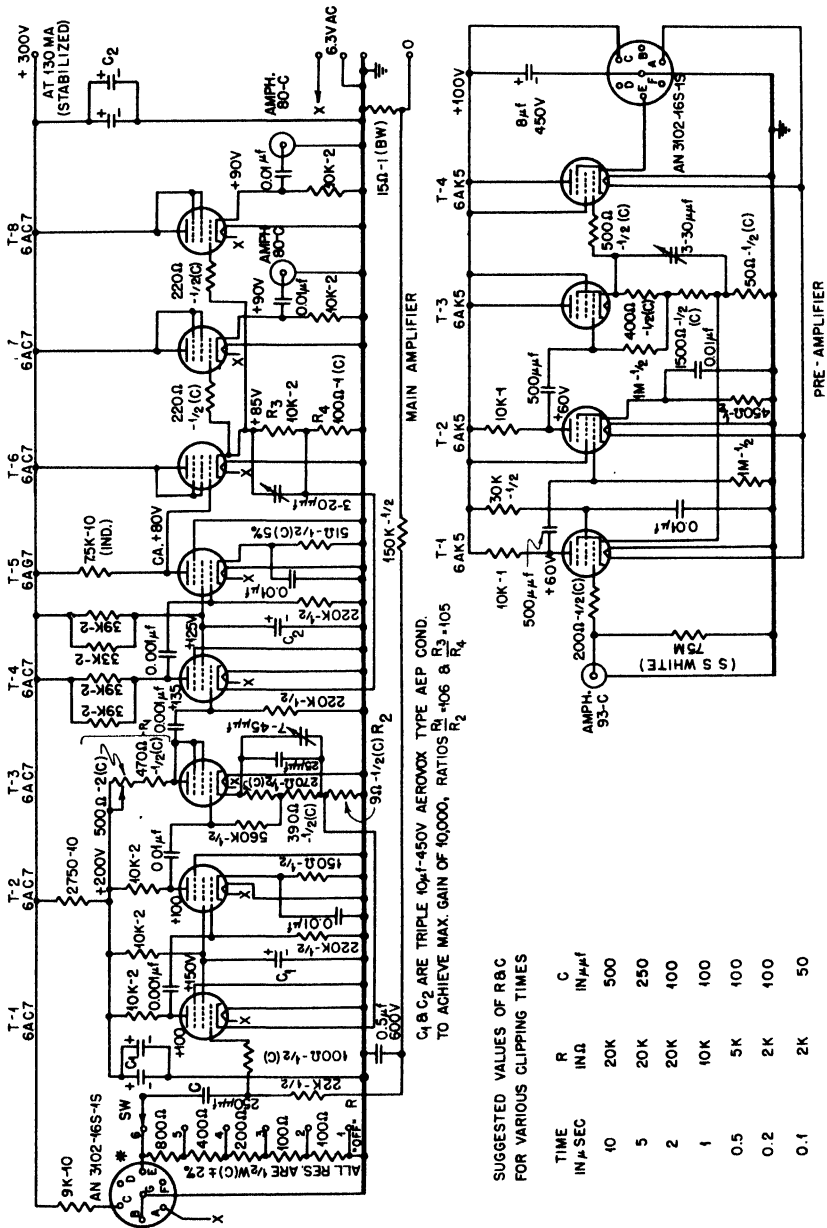 + 300V
AT 130 MA
(STABILIZED)
C2
6.3V AC
X
O
T-1
6AC7
T-2
6AC7
T-3
6AC7
T-4
6AC7
T-5
6AG7
T-6
6AC7
7
6AC7
T-8
6AC7
9K-10
AN 3102-16S-1S
*
A
B
C
D
E
F
G
X
SW
6
5
4
3
2
1
"OFF"
R
800Ω
400Ω
200Ω
100Ω
100Ω
ALL RES. ARE 1/2W(C) ± 2%
C1
C
250μμf
22K-1/2
100Ω-1/2(C)
0.5μf
600V
10K-2
0.001μf
+100
+150V
10K-2
C1
220K-1/2
0.01μf
150Ω-1/2
2750-10
+200V
10K-2
0.01μf
+100
500Ω-2(C)
470Ω-R1
-1/2(C)
0.001μf
+135
560K-1/2
270Ω-1/2(C)
390Ω
-1/2(C)
25μμf
7-45μμf
9Ω-1/2(C) R2
39K-2
39K-2
33K-2
39K-2
0.001μf
+125V
220K-1/2
C2
220K-1/2
0.01μf
51Ω-1/2(C)5%
75K-10
(IND.)
CA.+80V
3-20μμf
+85V
R3
10K-2
R4
100Ω-1(C)
220Ω
-1/2(C)
220Ω
-1/2(C)
+90V
0.01μf
10K-2
AMPH.
80-C
+90V
0.01μf
10K-2
AMPH.
80-C
15Ω-1(BW)
150K-1/2
MAIN AMPLIFIER
C1 & C2 ARE TRIPLE 10μf-450V AEROVOX TYPE AEP COND.
TO ACHIEVE MAX. GAIN OF 10,000, RATIOS R1/R2 =106 & R3/R4 =105
SUGGESTED VALUES OF R&C
FOR VARIOUS CLIPPING TIMES
TIME R C
IN μSEC IN Ω IN μμf
10 20K 500
5 20K 250
2 20K 100
1 10K 100
0.5 5K 100
0.2 2K 100
0.1 2K 50
T-1
6AK5
T-2
6AK5
T-3
6AK5
T-4
6AK5
+100V
8μf
450V
AN 3102-16S-1S
A
B
C
D
E
F
AMPH.
93-C
75M
(S S WHITE)
200Ω-1/2(C)
10K-1
500μμf
+60V
30K
-1/2
0.01μf
1M-1/2
10K-1
+60V
500μμf
1M-1/2
0.01μf
400Ω
-1/2(C)
1500Ω-1/2
(C)
500Ω
-1/2(C)
3-30μμf
50Ω-1/2(C)
PRE-AMPLIFIER